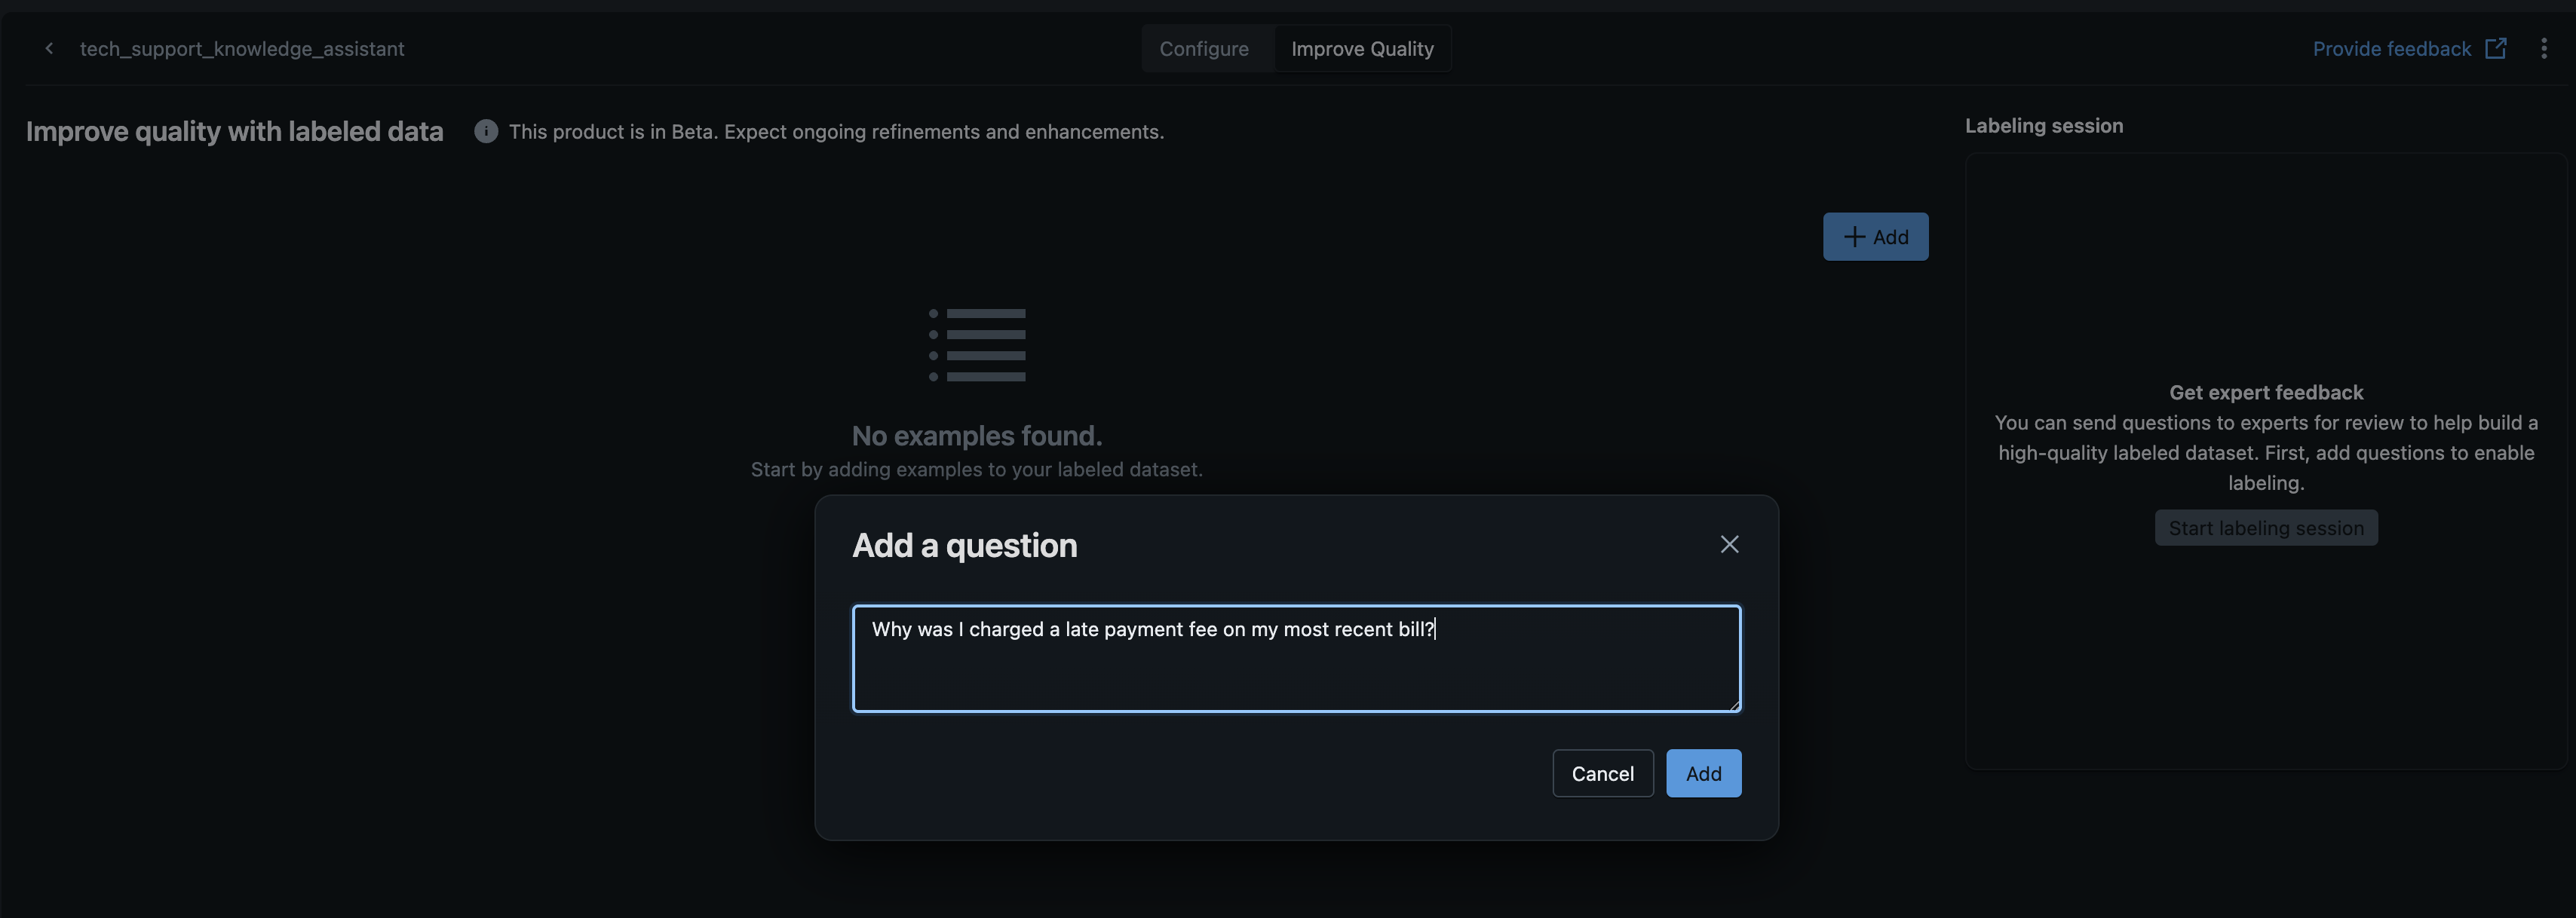 tech_support_knowledge_assistant
Configure
Improve Quality
Provide feedback
Improve quality with labeled data
This product is in Beta. Expect ongoing refinements and enhancements.
Labeling session
Add
No examples found.
Start by adding examples to your labeled dataset.
Get expert feedback
You can send questions to experts for review to help build a
high-quality labeled dataset. First, add questions to enable
labeling.
Start labeling session
Add a question
Why was I charged a late payment fee on my most recent bill?
Cancel
Add